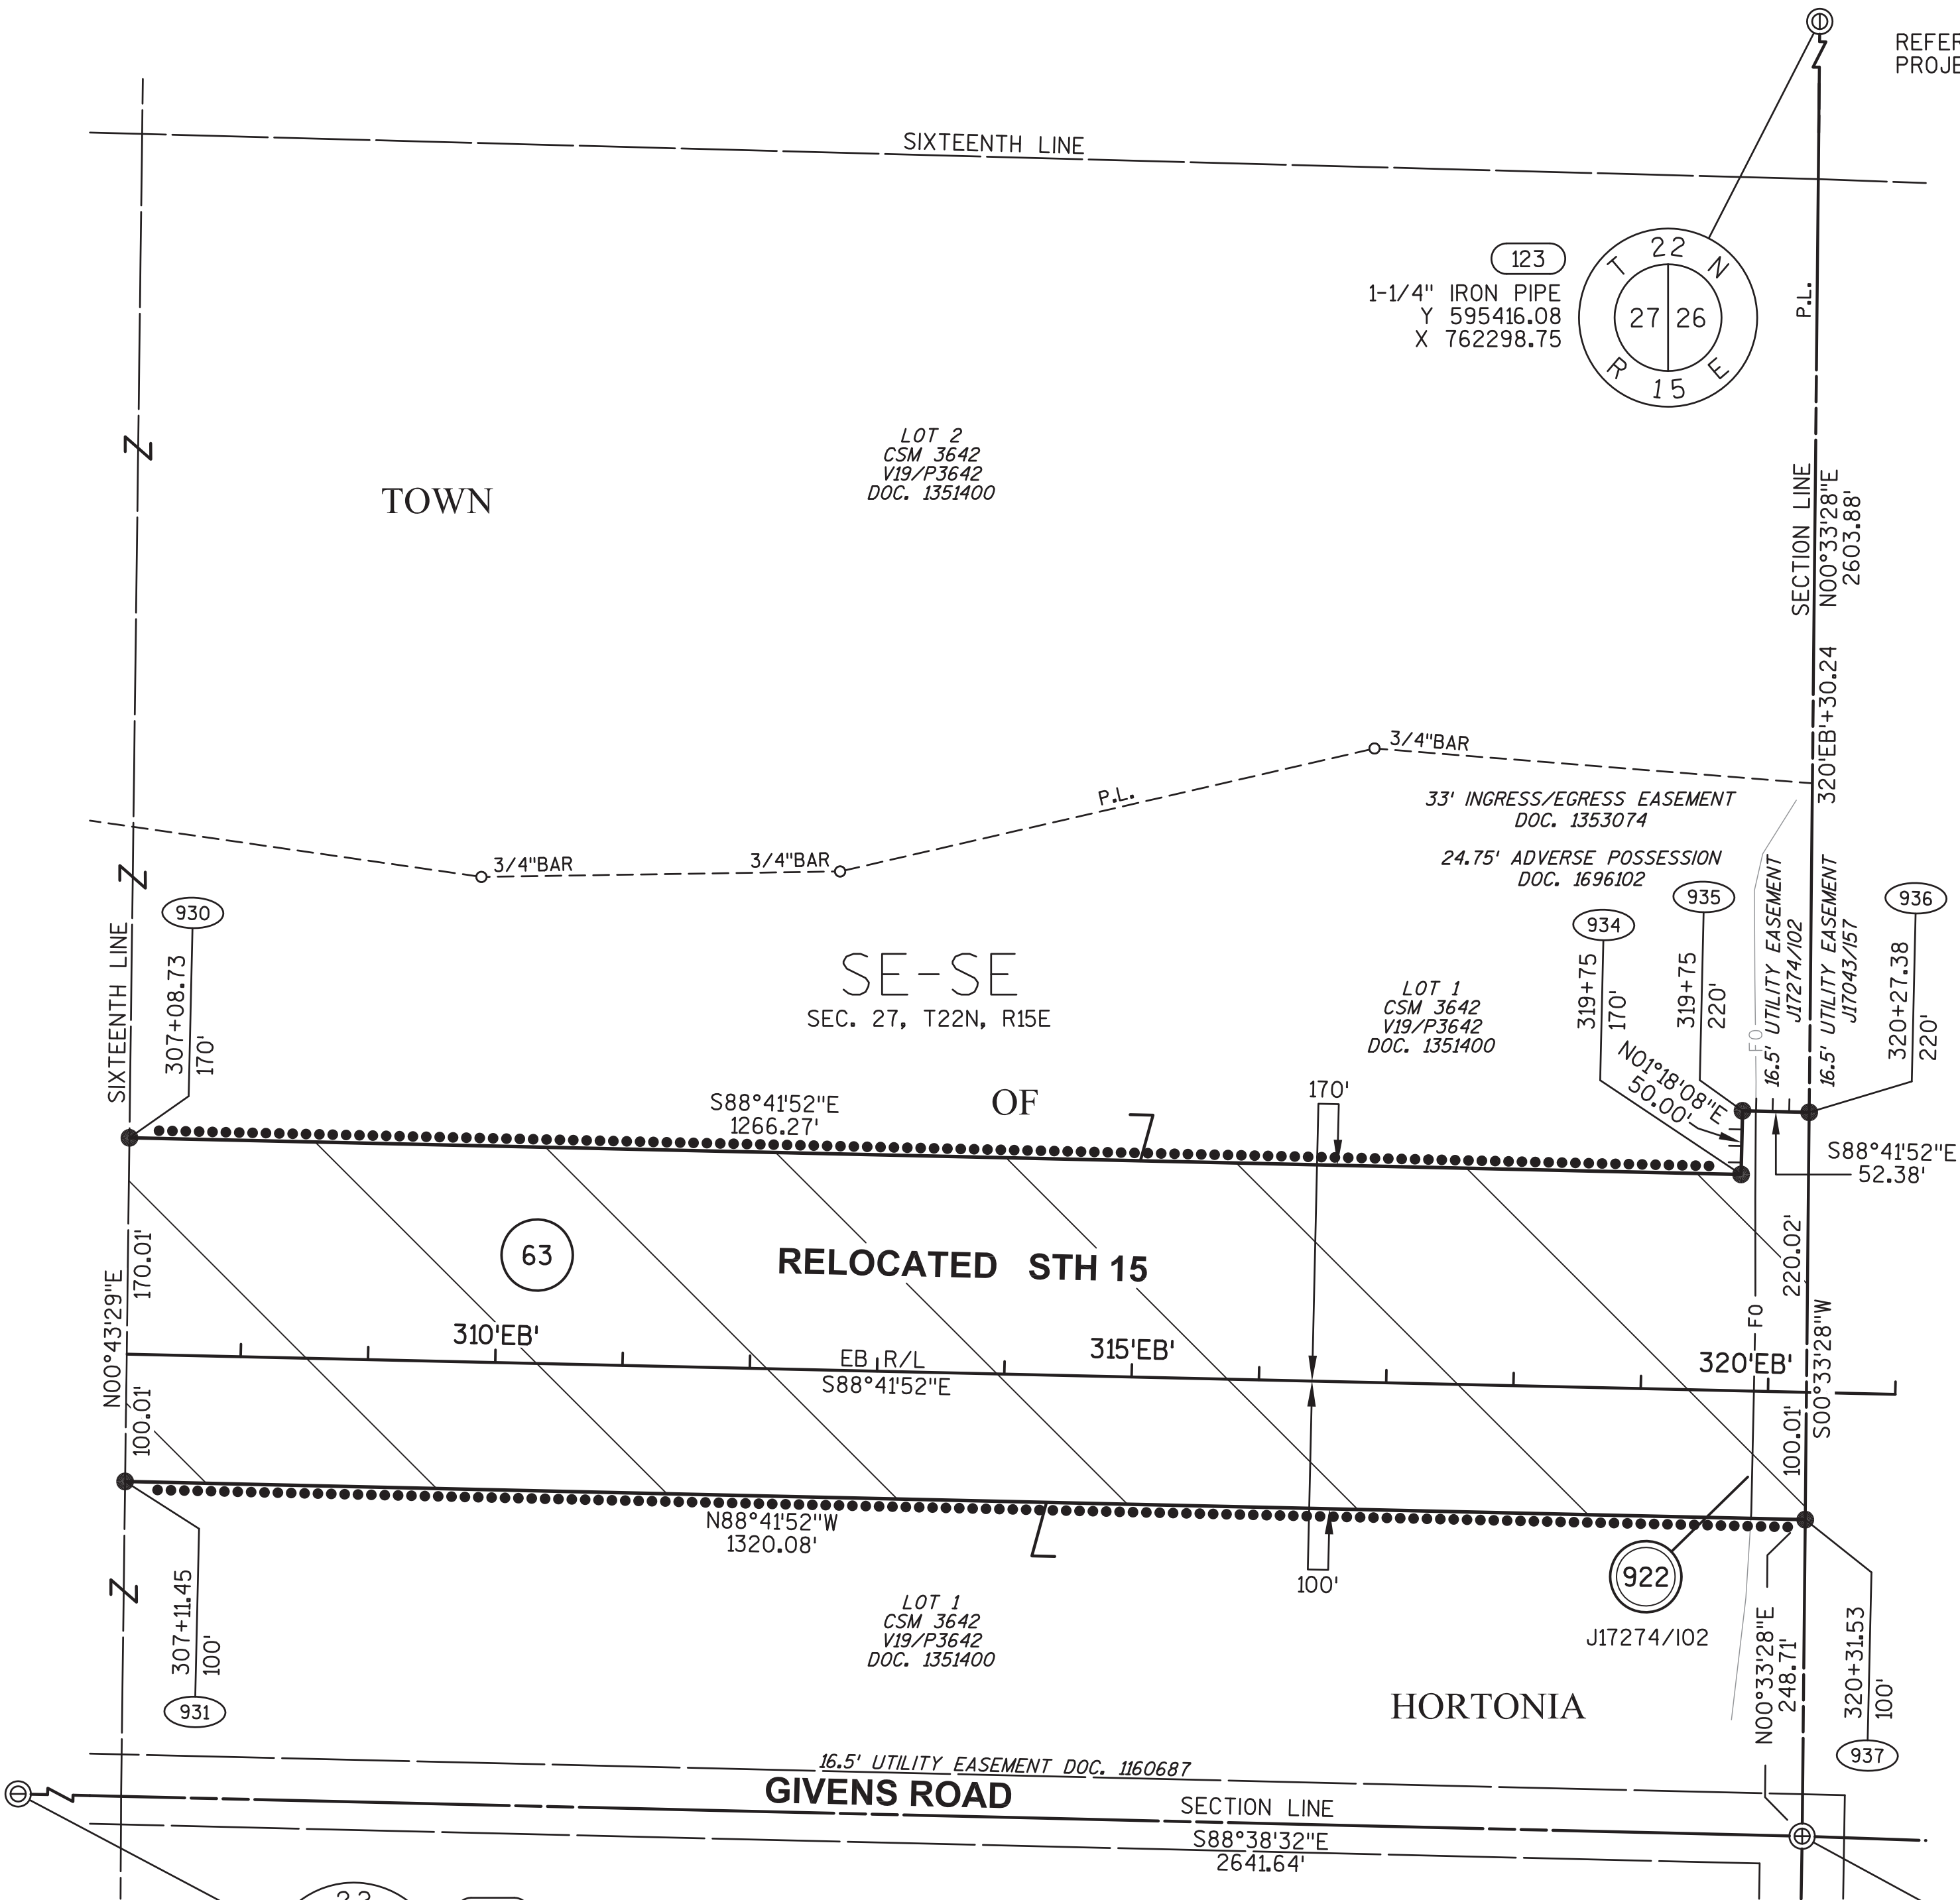 REFER
PROJE
SIXTEENTH LINE
T 22 N
27 26
R 15 E
123
1-1/4" IRON PIPE
Y 595416.08
X 762298.75
P.L.
LOT 2
CSM 3642
V19/P3642
DOC. 1351400
TOWN
SECTION LINE
N00°33'28"E
2603.88'
320'EB'+30.24
3/4"BAR
P.L.
3/4"BAR
3/4"BAR
33' INGRESS/EGRESS EASEMENT
DOC. 1353074
24.75' ADVERSE POSSESSION
DOC. 1696102
16.5' UTILITY EASEMENT
J17274/I02
16.5' UTILITY EASEMENT
J17043/I57
FO
930
307+08.73
170'
SIXTEENTH LINE
934
319+75
170'
935
319+75
220'
936
320+27.38
220'
SE-SE
SEC. 27, T22N, R15E
LOT 1
CSM 3642
V19/P3642
DOC. 1351400
N01°18'08"E
50.00'
OF
S88°41'52"E
1266.27'
170'
S88°41'52"E
52.38'
63
RELOCATED STH 15
170.01'
N00°43'29"E
100.01'
220.02'
S00°33'28"W
100.01'
FO
310'EB'
315'EB'
320'EB'
EB R/L
S88°41'52"E
N88°41'52"W
1320.08'
100'
922
J17274/I02
307+11.45
100'
931
LOT 1
CSM 3642
V19/P3642
DOC. 1351400
N00°33'28"E
248.71'
320+31.53
100'
937
HORTONIA
16.5' UTILITY EASEMENT DOC. 1160687
GIVENS ROAD
SECTION LINE
S88°38'32"E
2641.64'